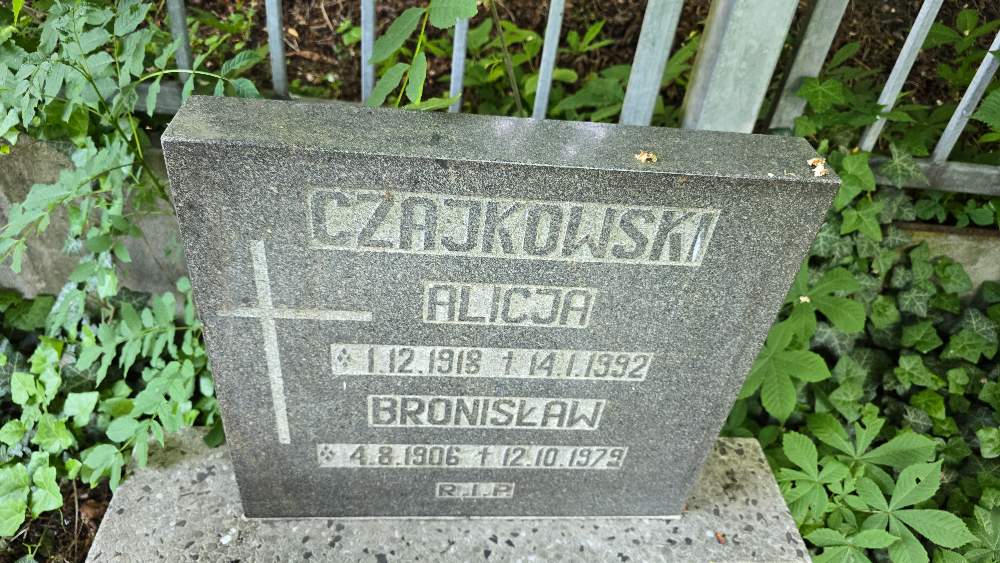 CZAJKOWSKI
ALICJA
1.12.1918 † 14.1.1992
BRONISŁAW
4.8.1906 † 12.10.1979
R.I.P